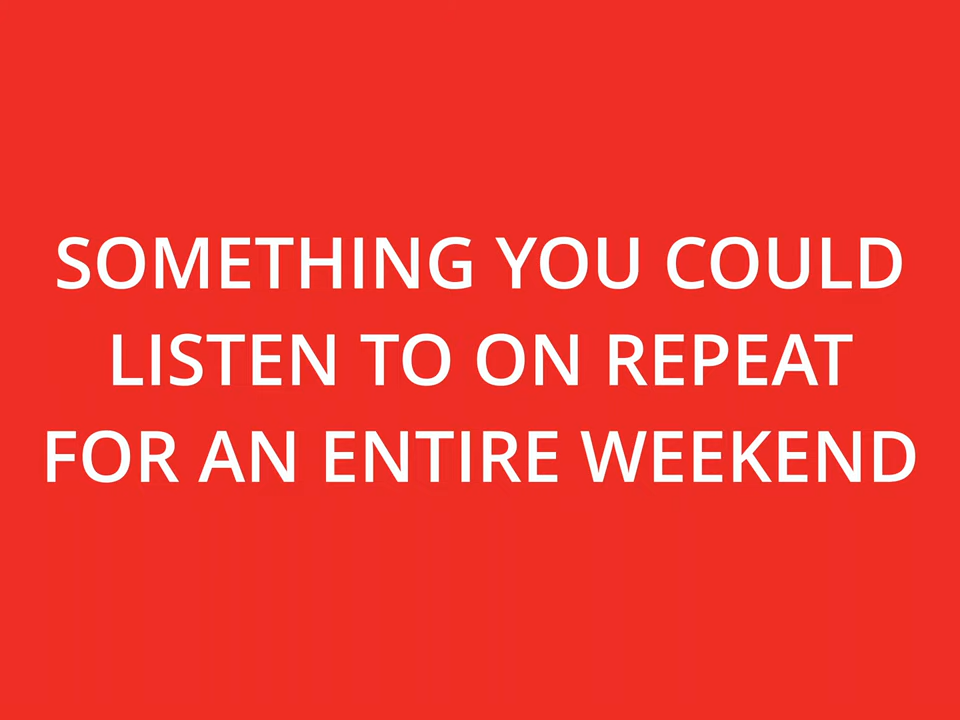 SOMETHING YOU COULD
LISTEN TO ON REPEAT
FOR AN ENTIRE WEEKEND